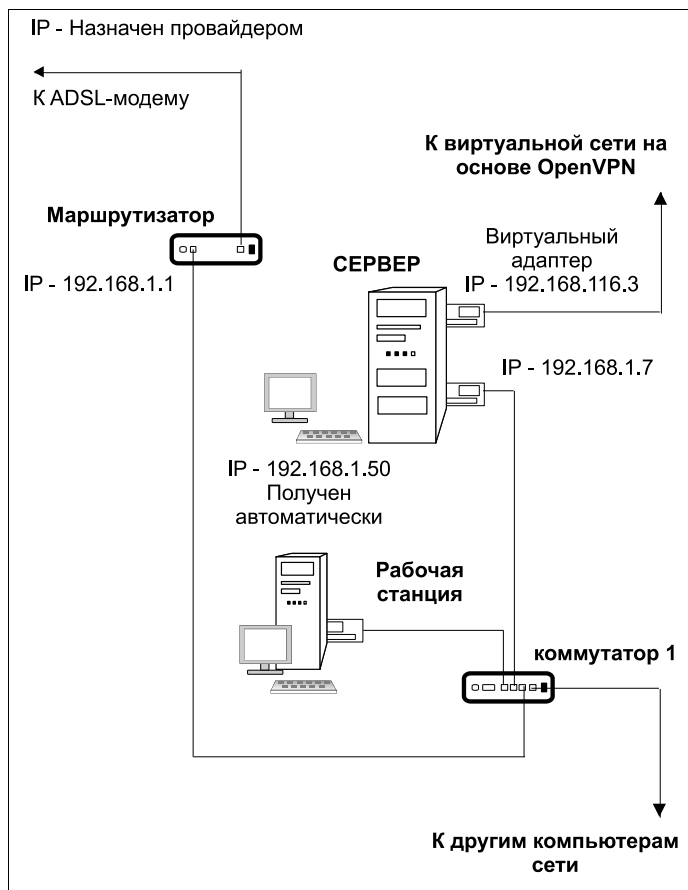 IP - Назначен провайдером
К ADSL-модему
К виртуальной сети на
основе OpenVPN
Маршрутизатор
IP - 192.168.1.1
СЕРВЕР
Виртуальный
адаптер
IP - 192.168.116.3
IP - 192.168.1.7
IP - 192.168.1.50
Получен
автоматически
Рабочая
станция
коммутатор 1
К другим компьютерам
сети